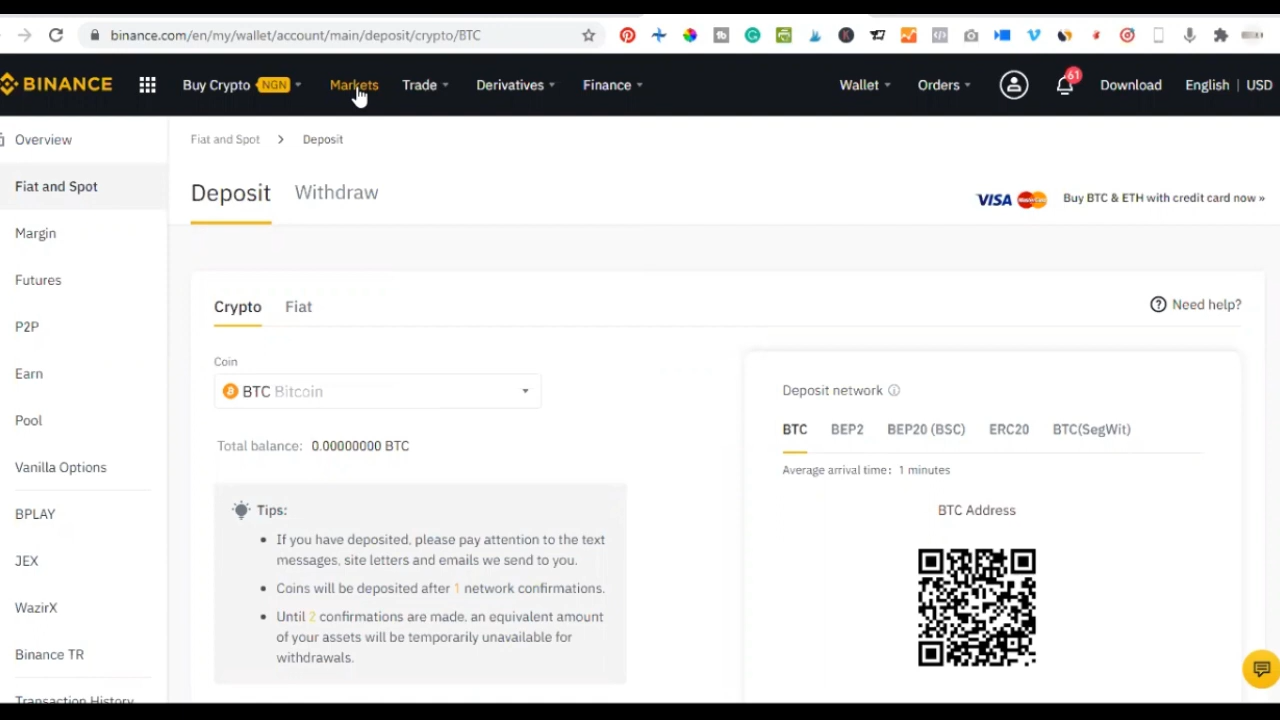 binance.com/en/my/wallet/account/main/deposit/crypto/BTC
BINANCE Buy Crypto NGN Markets Trade Derivatives Finance Wallet Orders 61 Download English | USD
Overview
Fiat and Spot > Deposit
Fiat and Spot
Deposit Withdraw
VISA Buy BTC & ETH with credit card now »
Margin
Futures
P2P
Earn
Pool
Vanilla Options
BPLAY
JEX
WazirX
Binance TR
Transaction History
Crypto Fiat
Need help?
Coin
BTC Bitcoin
Total balance: 0.00000000 BTC
Tips:
• If you have deposited, please pay attention to the text
messages, site letters and emails we send to you.
• Coins will be deposited after 1 network confirmations.
• Until 2 confirmations are made, an equivalent amount
of your assets will be temporarily unavailable for
withdrawals.
Deposit network
BTC BEP2 BEP20 (BSC) ERC20 BTC(SegWit)
Average arrival time: 1 minutes
BTC Address